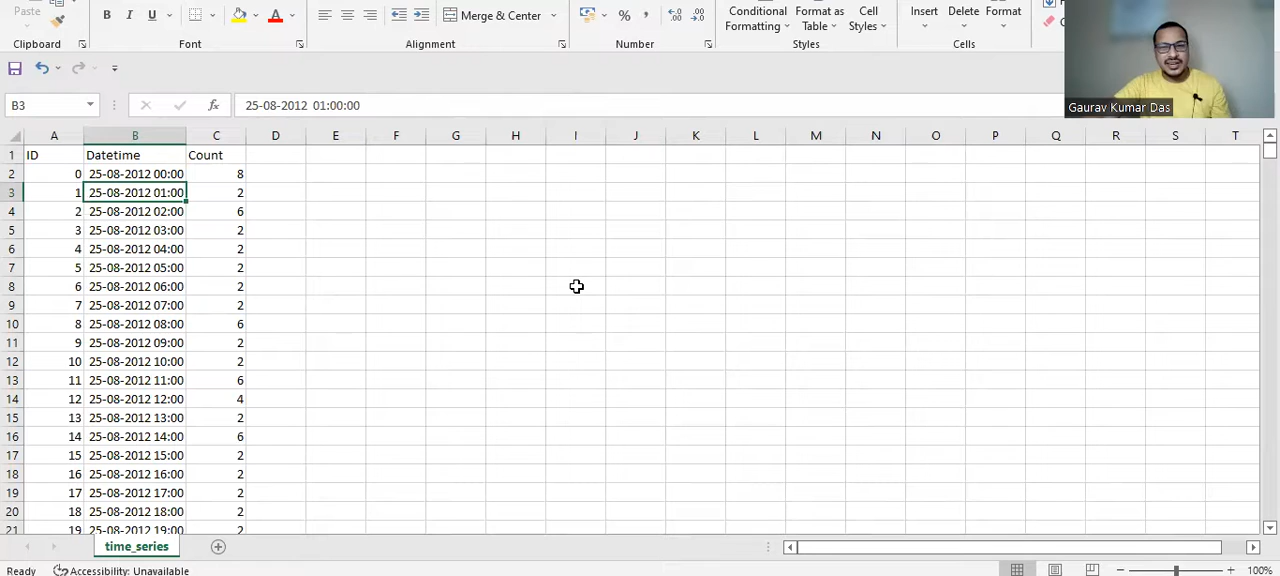 Paste
B I U
Merge & Center
% ,
Conditional Formatting
Format as Table
Cell Styles
Insert
Delete
Format
Clipboard
Font
Alignment
Number
Styles
Cells
Gaurav Kumar Das
B3
fx
25-08-2012 01:00:00
A B C D E F G H I J K L M N O P Q R S T
1 ID Datetime Count
2 0 25-08-2012 00:00 8
3 1 25-08-2012 01:00 2
4 2 25-08-2012 02:00 6
5 3 25-08-2012 03:00 2
6 4 25-08-2012 04:00 2
7 5 25-08-2012 05:00 2
8 6 25-08-2012 06:00 2
9 7 25-08-2012 07:00 2
10 8 25-08-2012 08:00 6
11 9 25-08-2012 09:00 2
12 10 25-08-2012 10:00 2
13 11 25-08-2012 11:00 6
14 12 25-08-2012 12:00 4
15 13 25-08-2012 13:00 2
16 14 25-08-2012 14:00 6
17 15 25-08-2012 15:00 2
18 16 25-08-2012 16:00 2
19 17 25-08-2012 17:00 2
20 18 25-08-2012 18:00 2
21 19 25-08-2012 19:00 2
time_series
Ready
Accessibility: Unavailable
100%